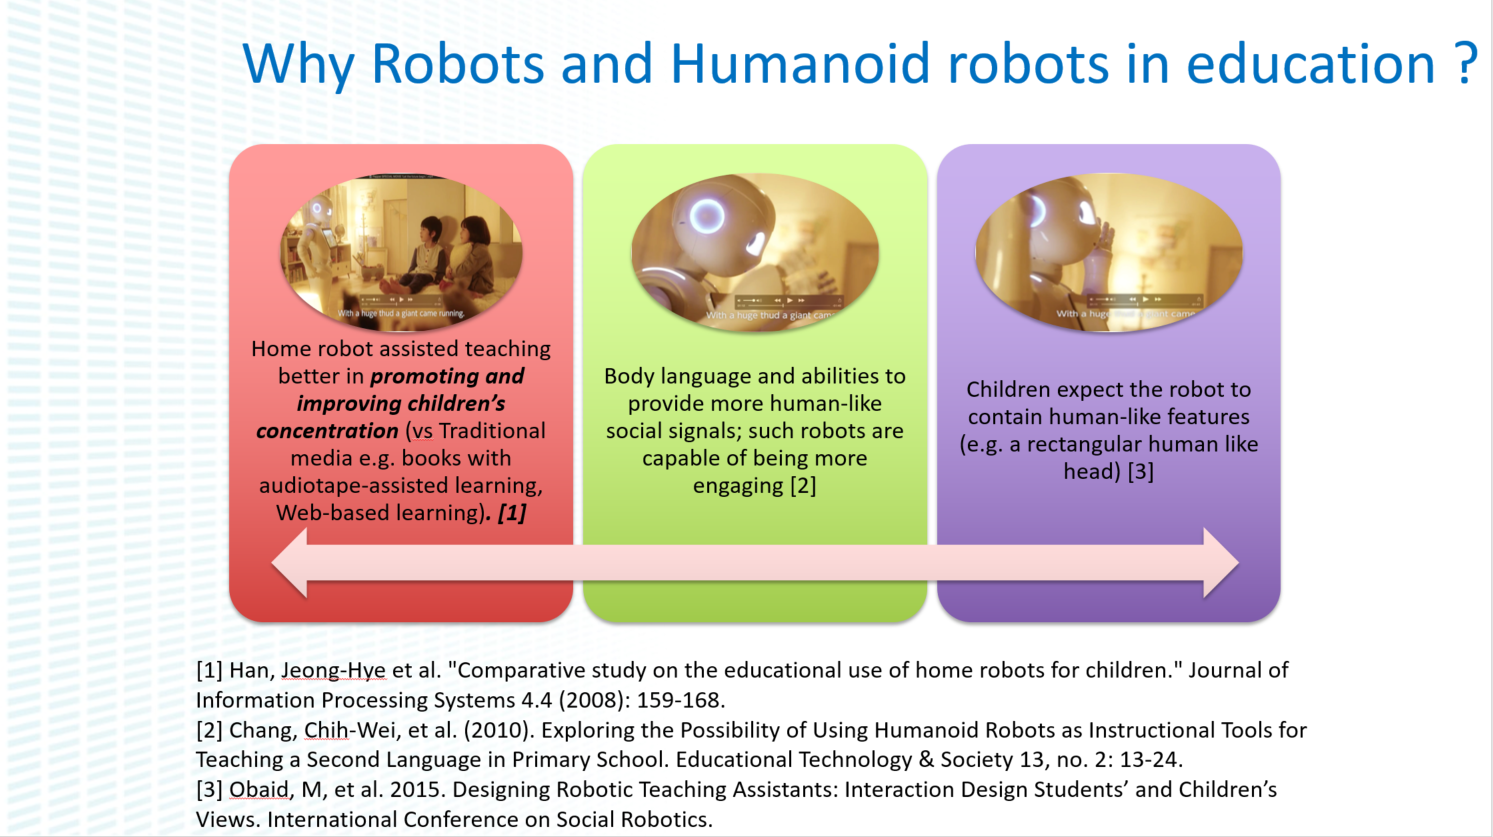 Why Robots and Humanoid robots in education ?
With a huge thud a giant came running.
Home robot assisted teaching
better in promoting and
improving children’s
concentration (vs Traditional
media e.g. books with
audiotape-assisted learning,
Web-based learning). [1]
With a huge thud a giant cam
Body language and abilities to
provide more human-like
social signals; such robots are
capable of being more
engaging [2]
With a huge thud a giant came
Children expect the robot to
contain human-like features
(e.g. a rectangular human like
head) [3]
[1] Han, Jeong-Hye et al. "Comparative study on the educational use of home robots for children." Journal of
Information Processing Systems 4.4 (2008): 159-168.
[2] Chang, Chih-Wei, et al. (2010). Exploring the Possibility of Using Humanoid Robots as Instructional Tools for
Teaching a Second Language in Primary School. Educational Technology & Society 13, no. 2: 13-24.
[3] Obaid, M, et al. 2015. Designing Robotic Teaching Assistants: Interaction Design Students’ and Children’s
Views. International Conference on Social Robotics.